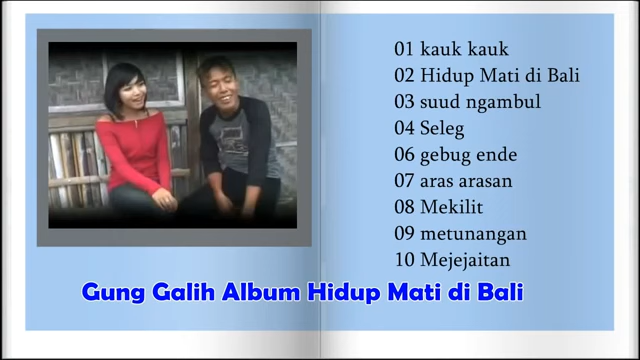 01 kauk kauk
02 Hidup Mati di Bali
03 suud ngambul
04 Seleg
06 gebug ende
07 aras arasan
08 Mekilit
09 metunangan
10 Mejejaitan
Gung Galih Album Hidup Mati di Bali